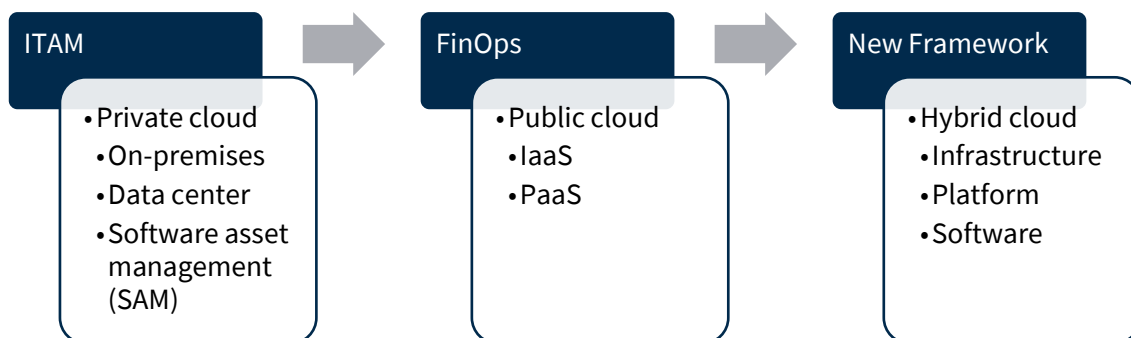 ITAM
•Private cloud
•On-premises
•Data center
•Software asset
management
(SAM)
FinOps
•Public cloud
•IaaS
•PaaS
New Framework
•Hybrid cloud
•Infrastructure
•Platform
•Software